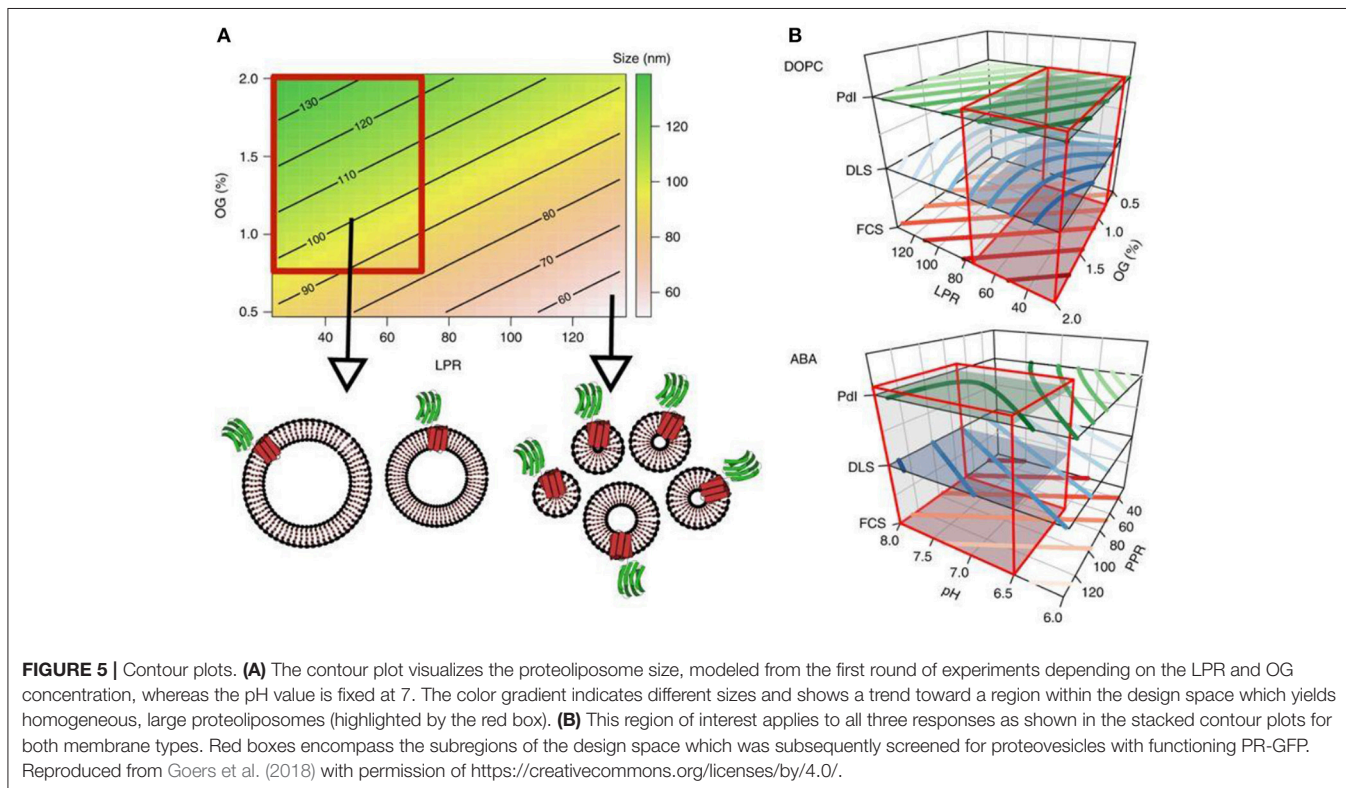 A
Size (nm)
2.0
1.5
1.0
0.5
OG (%)
130
120
110
100
90
80
70
60
120
100
80
60
40
60
80
100
120
LPR
B
DOPC
PdI
DLS
FCS
120
100
80
60
40
LPR
0.5
1.0
1.5
2.0
OG (%)
ABA
PdI
DLS
FCS
8.0
7.5
7.0
6.5
6.0
pH
40
60
80
100
120
PPR
FIGURE 5 | Contour plots. (A) The contour plot visualizes the proteoliposome size, modeled from the first round of experiments depending on the LPR and OG
concentration, whereas the pH value is fixed at 7. The color gradient indicates different sizes and shows a trend toward a region within the design space which yields
homogeneous, large proteoliposomes (highlighted by the red box). (B) This region of interest applies to all three responses as shown in the stacked contour plots for
both membrane types. Red boxes encompass the subregions of the design space which was subsequently screened for proteovesicles with functioning PR-GFP.
Reproduced from Goers et al. (2018) with permission of https://creativecommons.org/licenses/by/4.0/.